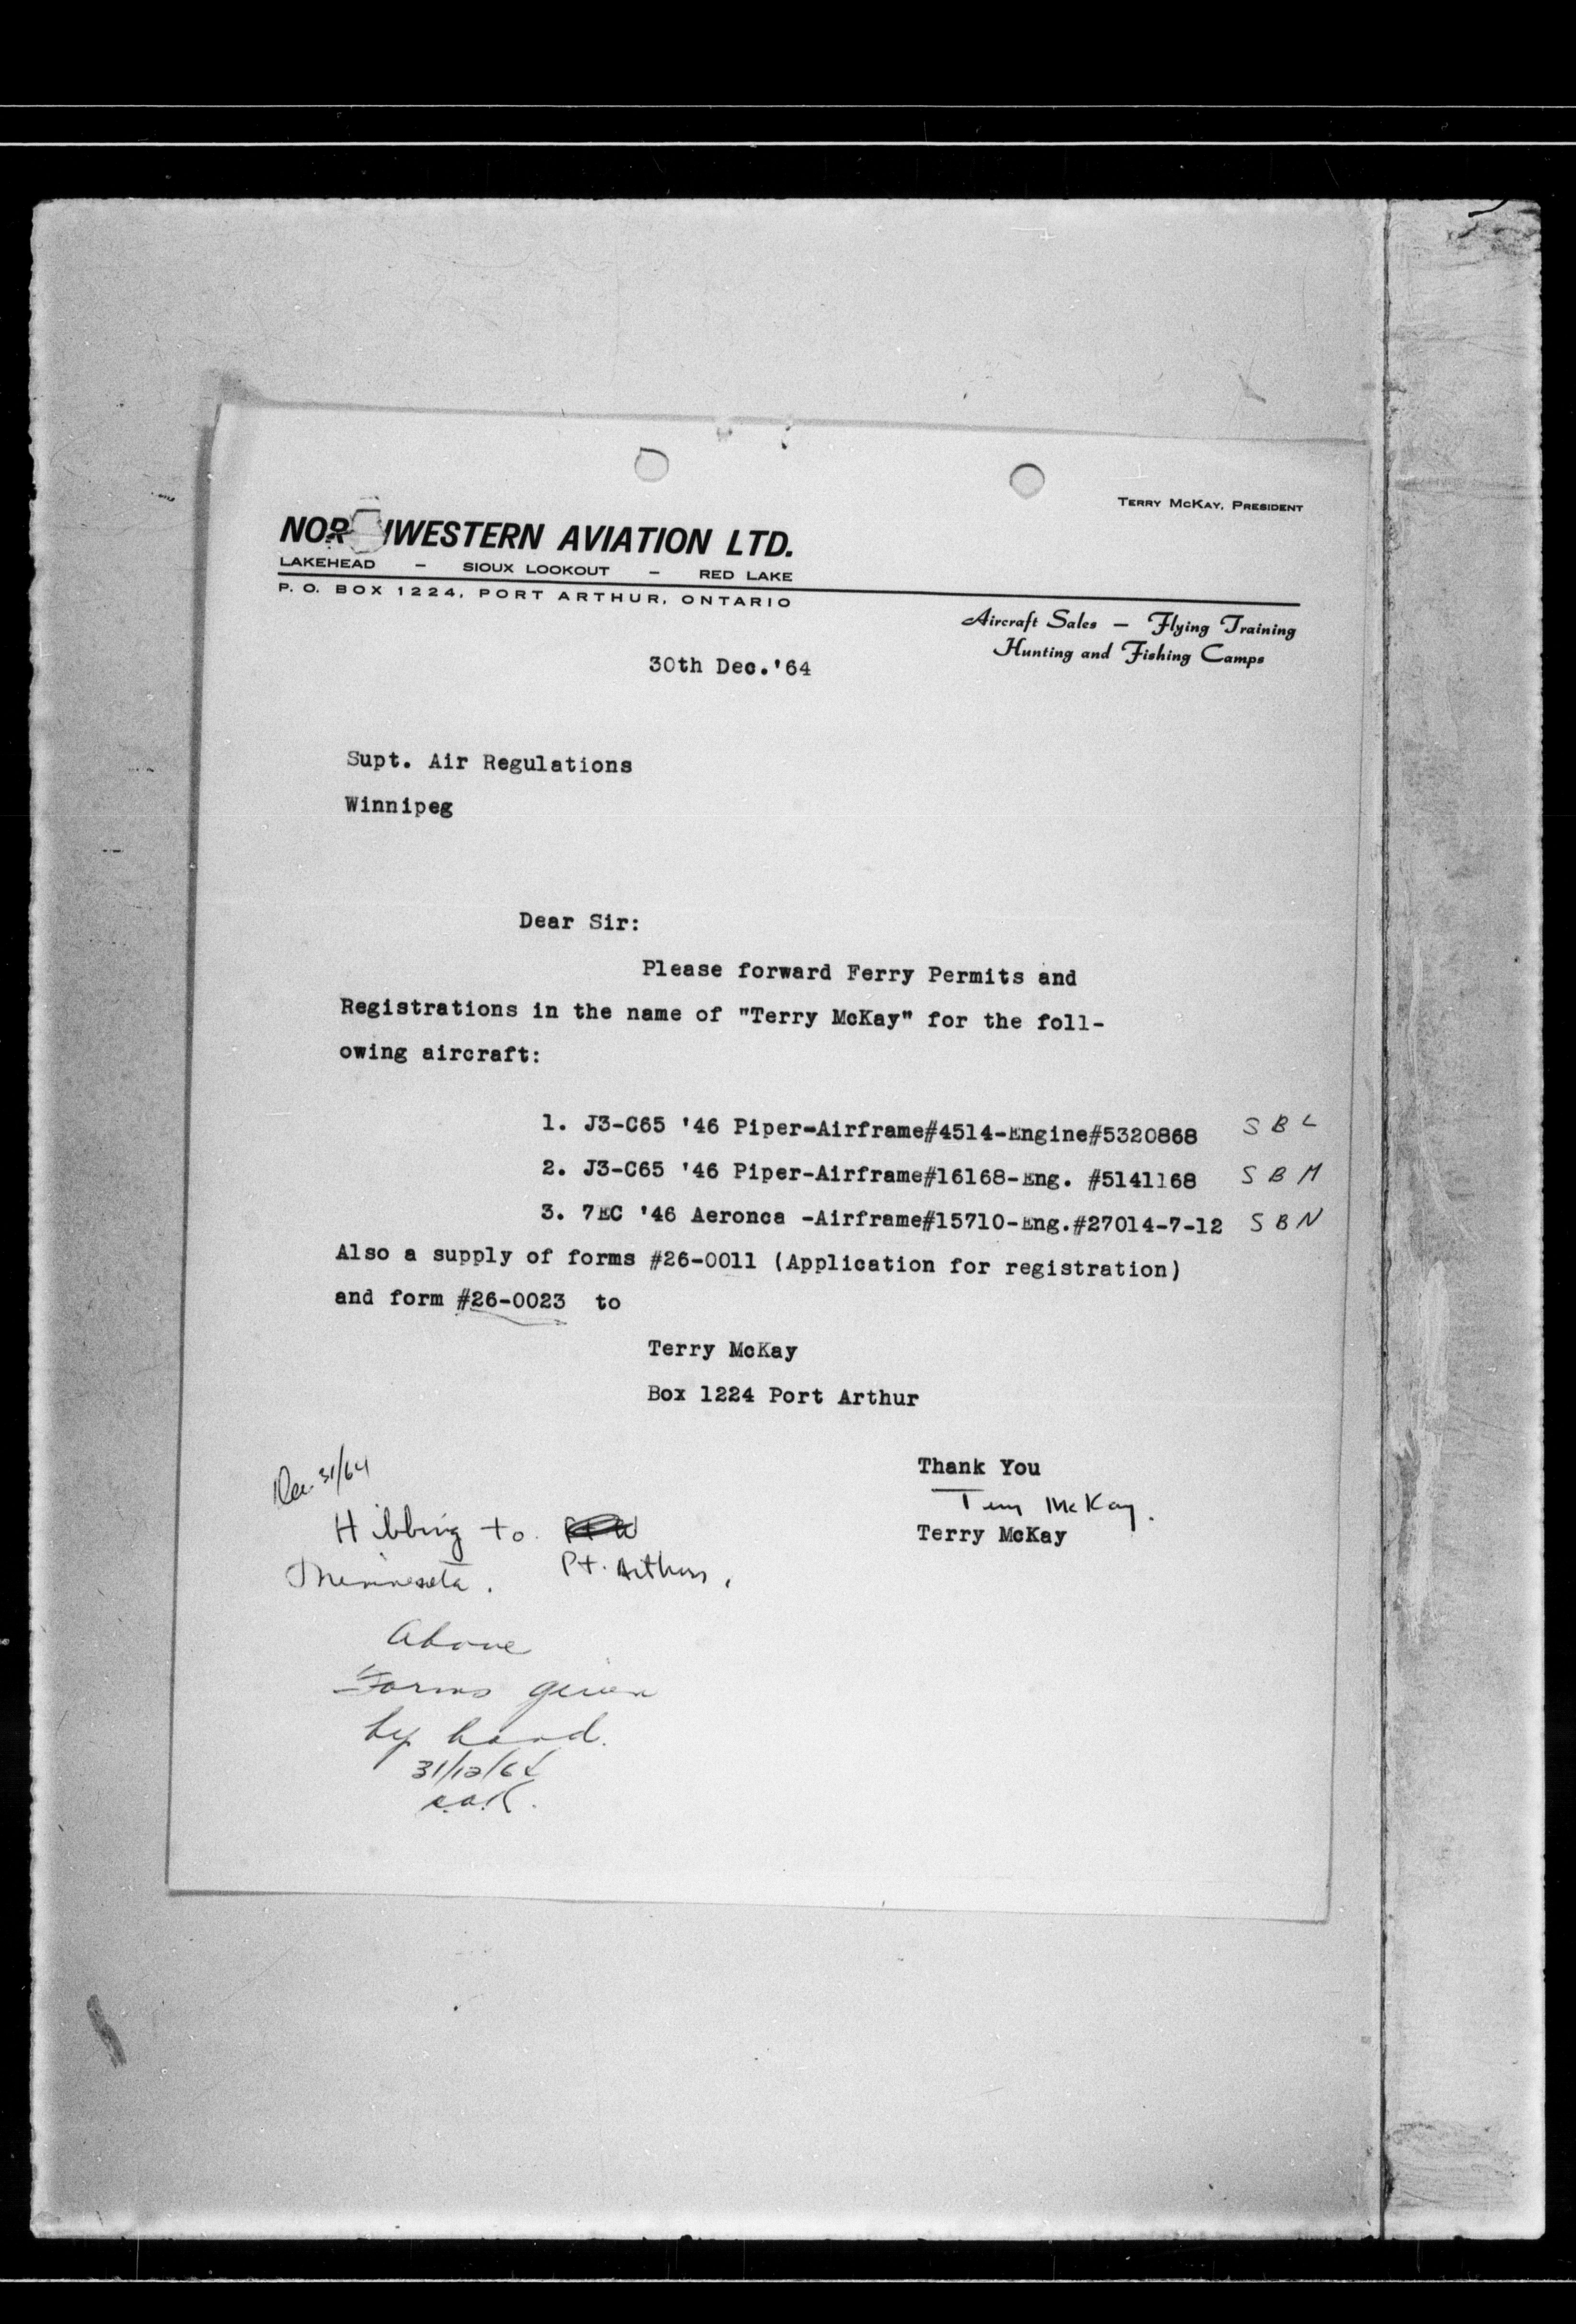 TERRY MCKAY, PRESIDENT
NORTHWESTERN AVIATION LTD.
LAKEHEAD – SIOUX LOOKOUT – RED LAKE
P. O. BOX 1224, PORT ARTHUR, ONTARIO
Aircraft Sales – Flying Training
Hunting and Fishing Camps
30th Dec.'64
Supt. Air Regulations
Winnipeg
Dear Sir:
Please forward Ferry Permits and
Registrations in the name of "Terry McKay" for the foll-
owing aircraft:
1. J3-C65 '46 Piper-Airframe#4514-Engine#5320868 S B L
2. J3-C65 '46 Piper-Airframe#16168-Eng. #5141168 S B M
3. 7EC '46 Aeronca -Airframe#15710-Eng.#27014-7-12 S B N
Also a supply of forms #26-0011 (Application for registration)
and form #26-0023 to
Terry McKay
Box 1224 Port Arthur
Thank You
Terry McKay.
Terry McKay
Dec 31/64
Hibbing to
Minnesota. Pt. Arthur.
Above
Forms given
by hand.
31/12/64